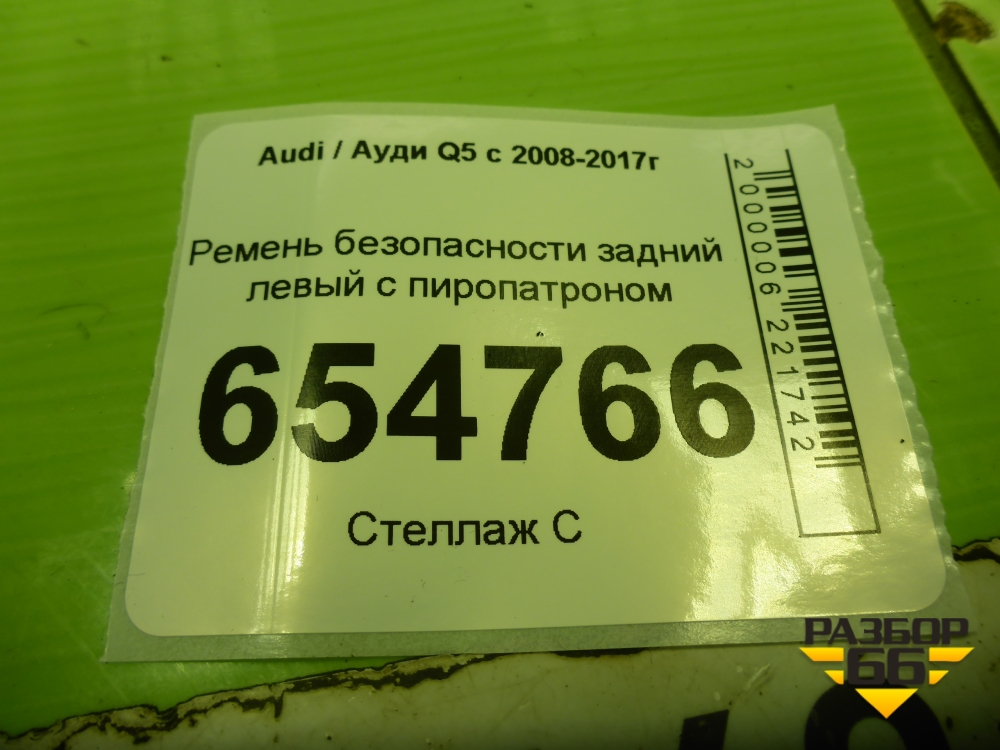 Audi / Ауди Q5 с 2008-2017г
Ремень безопасности задний
левый с пиропатроном
654766
Стеллаж С
2000006221742
РАЗБОР
66